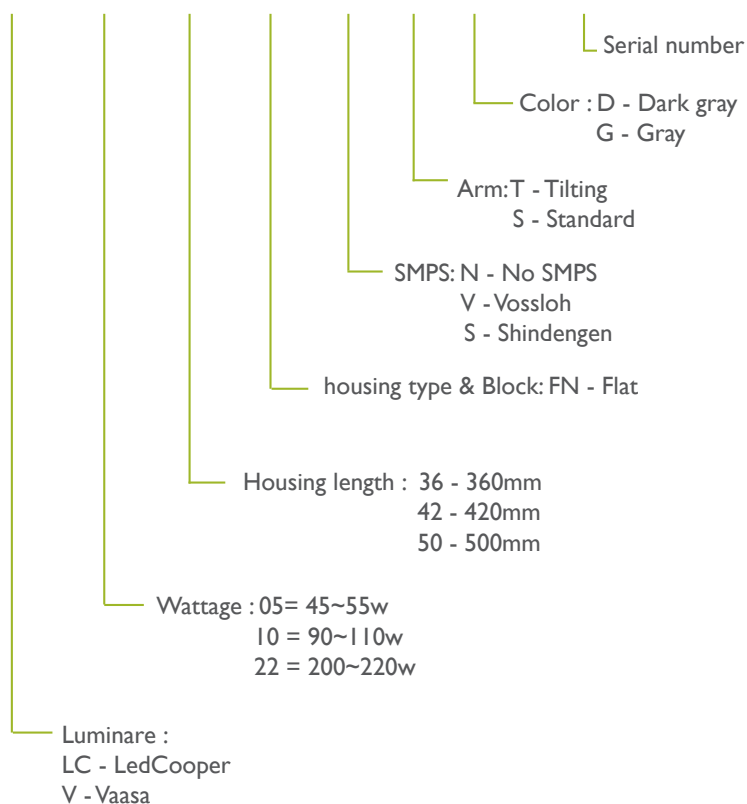 Serial number
Color : D - Dark gray
G - Gray
Arm: T - Tilting
S - Standard
SMPS: N - No SMPS
V - Vossloh
S - Shindengen
housing type & Block: FN - Flat
Housing length : 36 - 360mm
42 - 420mm
50 - 500mm
Wattage : 05= 45~55w
10 = 90~110w
22 = 200~220w
Luminare :
LC - LedCooper
V - Vaasa